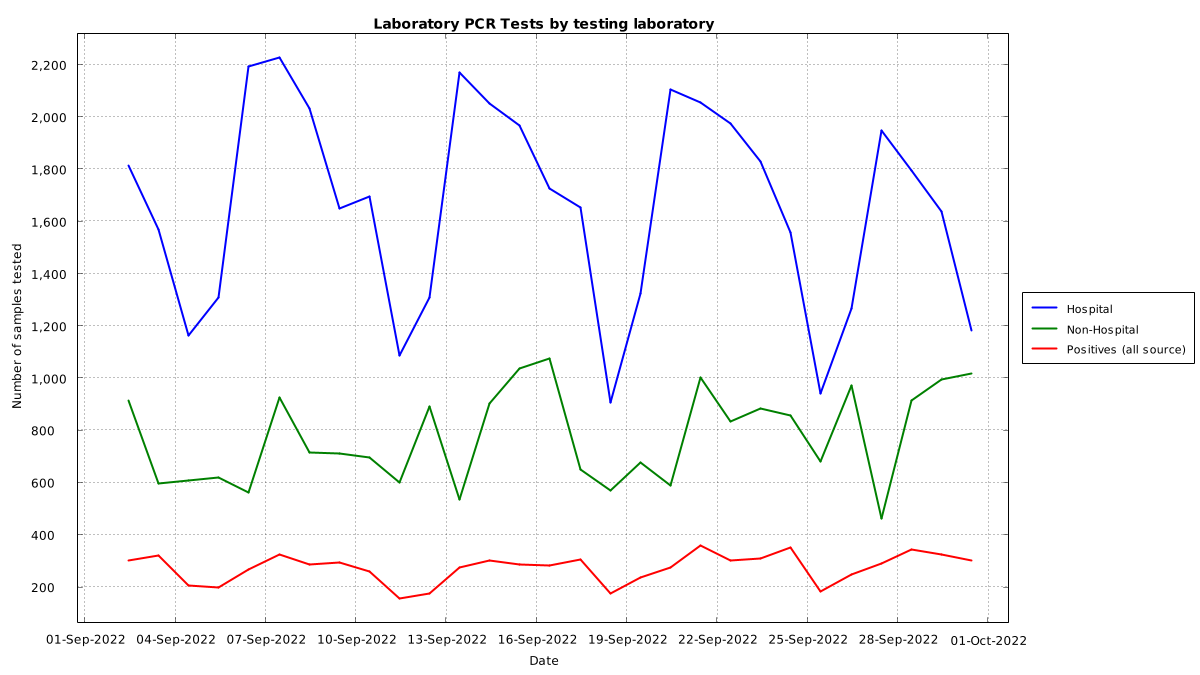 Laboratory PCR Tests by testing laboratory
Number of samples tested
2,200
2,000
1,800
1,600
1,400
1,200
1,000
800
600
400
200
01-Sep-2022 04-Sep-2022 07-Sep-2022 10-Sep-2022 13-Sep-2022 16-Sep-2022 19-Sep-2022 22-Sep-2022 25-Sep-2022 28-Sep-2022 01-Oct-2022
Date
Hospital
Non-Hospital
Positives (all source)